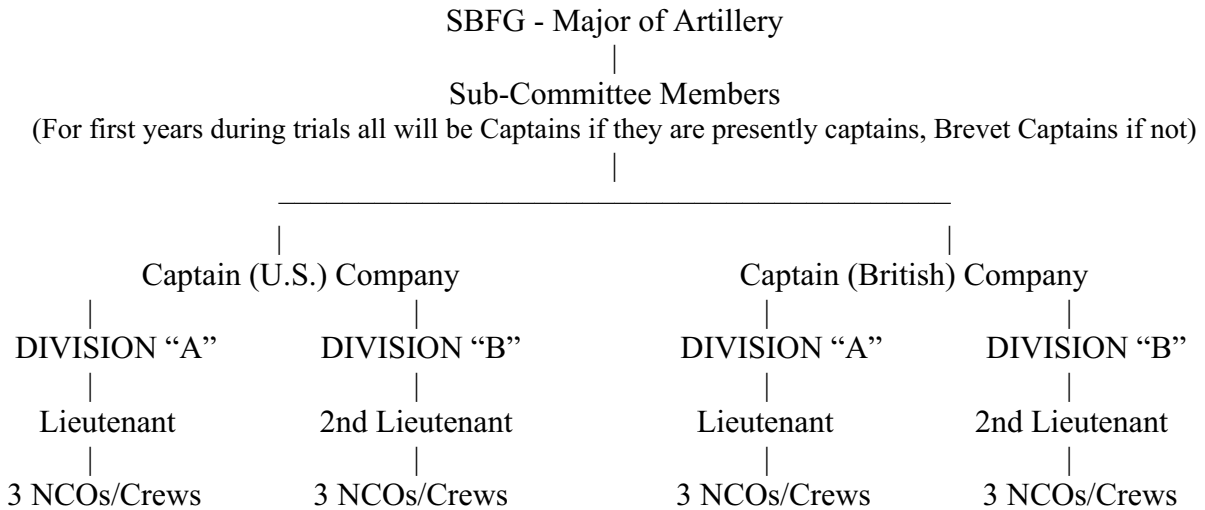 SBFG - Major of Artillery
Sub-Committee Members
(For first years during trials all will be Captains if they are presently captains, Brevet Captains if not)
Captain (U.S.) Company Captain (British) Company
DIVISION “A” DIVISION “B” DIVISION “A” DIVISION “B”
Lieutenant 2nd Lieutenant Lieutenant 2nd Lieutenant
3 NCOs/Crews 3 NCOs/Crews 3 NCOs/Crews 3 NCOs/Crews